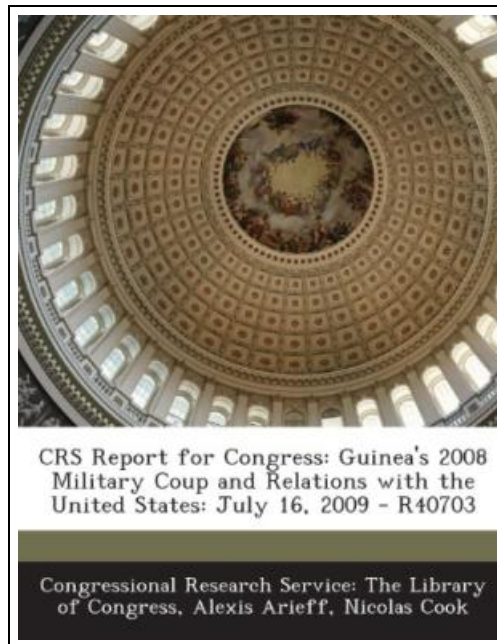 CRS Report for Congress: Guinea's 2008
Military Coup and Relations with the
United States: July 16, 2009 - R40703
Congressional Research Service: The Library
of Congress, Alexis Arieff, Nicolas Cook